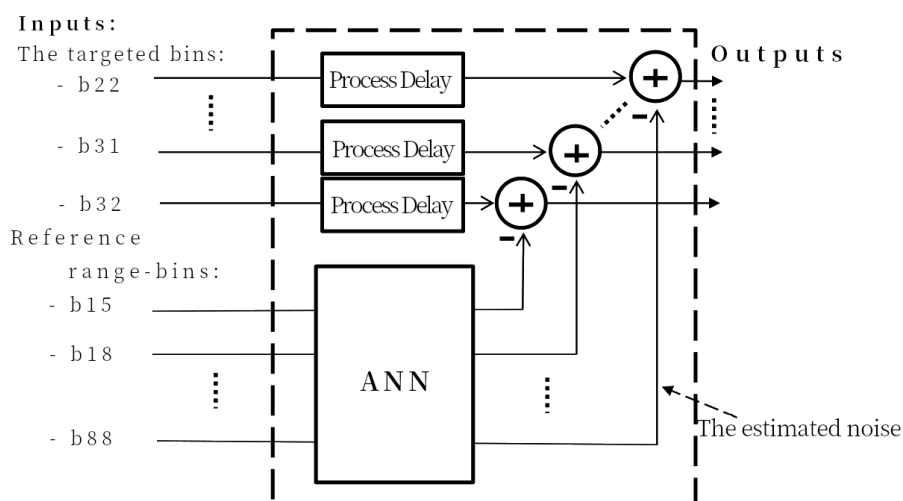 Inputs:
The targeted bins:
Outputs
- b22
Process Delay
+
-
- b31
Process Delay
+
-
- b32
Process Delay
+
-
Reference
range-bins:
- b15
- b18
ANN
- b88
The estimated noise